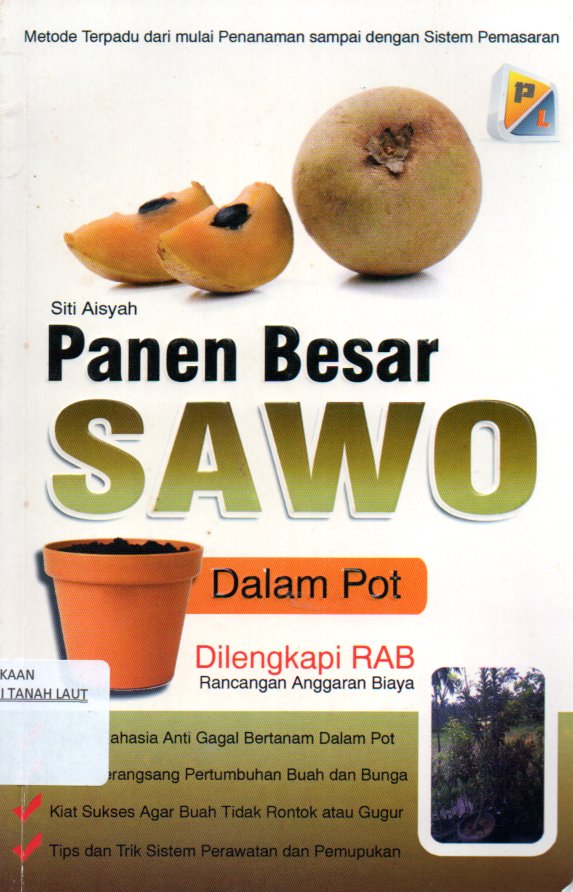 Metode Terpadu dari mulai Penanaman sampai dengan Sistem Pemasaran
P
L
Siti Aisyah
Panen Besar
SAWO
Dalam Pot
Dilengkapi RAB
Rancangan Anggaran Biaya
KAAN
I TANAH LAUT
ahasia Anti Gagal Bertanam Dalam Pot
erangsang Pertumbuhan Buah dan Bunga
Kiat Sukses Agar Buah Tidak Rontok atau Gugur
Tips dan Trik Sistem Perawatan dan Pemupukan